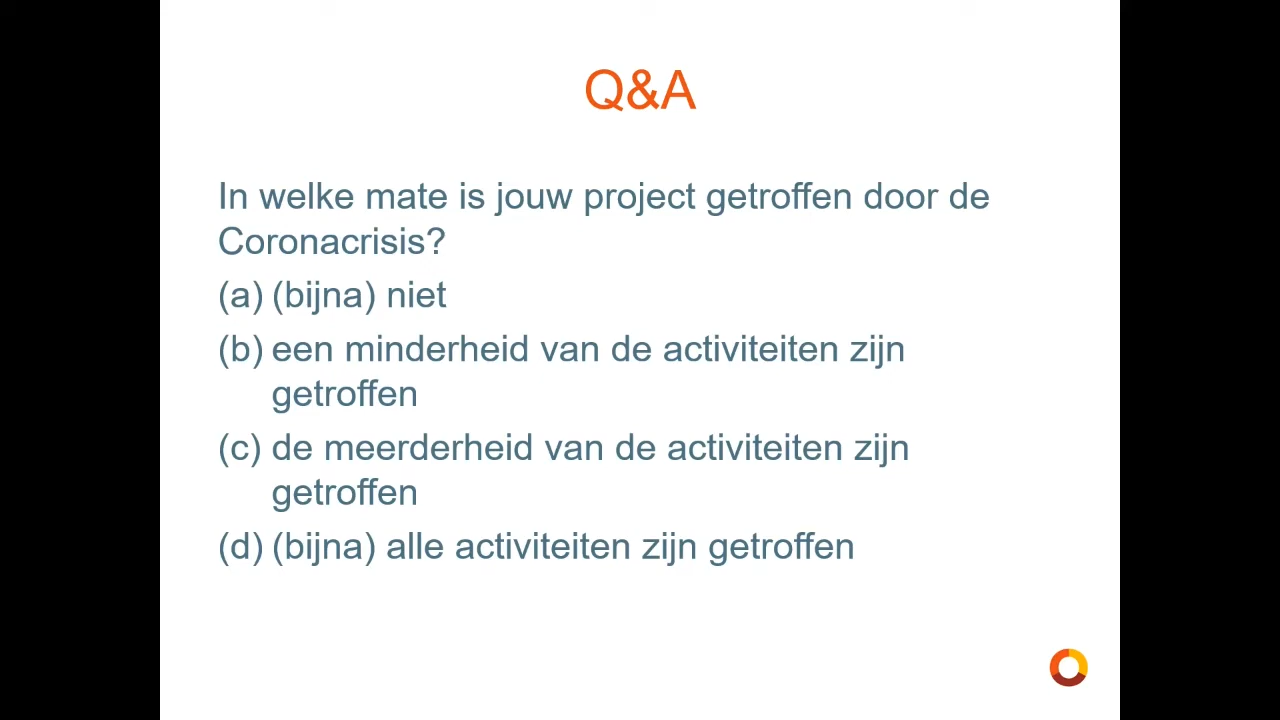 Q&A
In welke mate is jouw project getroffen door de
Coronacrisis?
(a) (bijna) niet
(b) een minderheid van de activiteiten zijn
getroffen
(c) de meerderheid van de activiteiten zijn
getroffen
(d) (bijna) alle activiteiten zijn getroffen